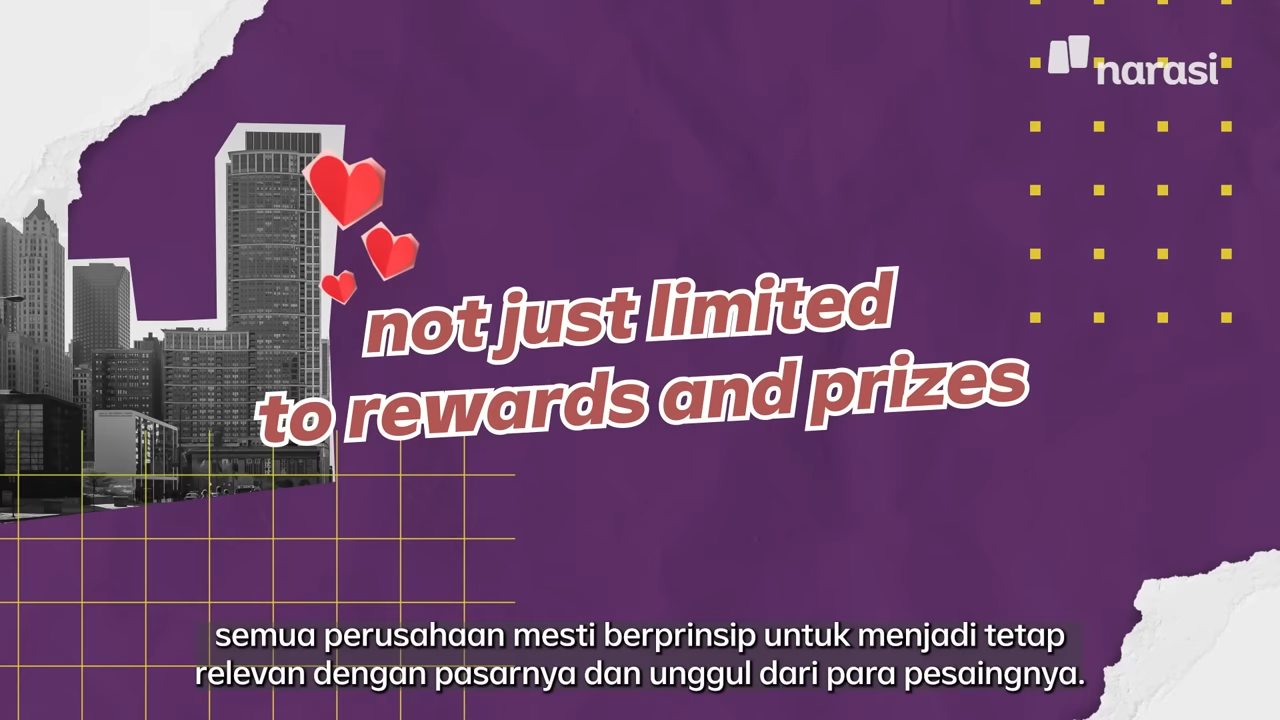 narasi
not just limited
to rewards and prizes
semua perusahaan mesti berprinsip untuk menjadi tetap
relevan dengan pasarnya dan unggul dari para pesaingnya.